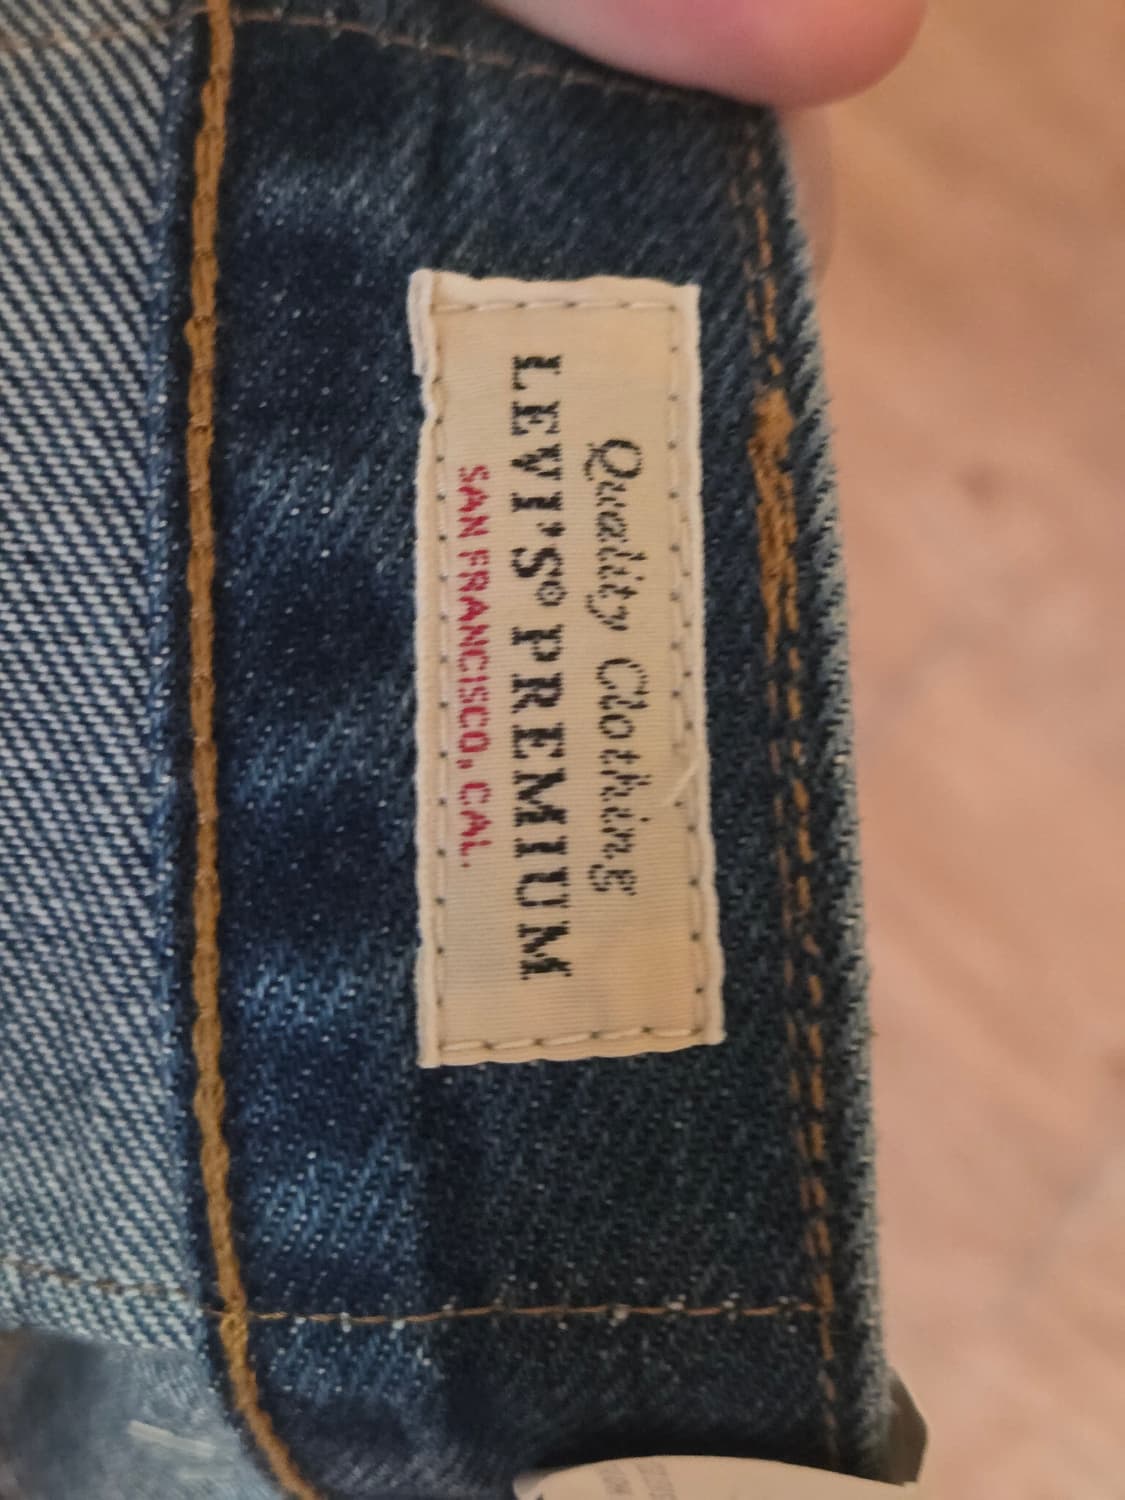 Quality Clothing
LEVI'S® PREMIUM
SAN FRANCISCO, CAL.